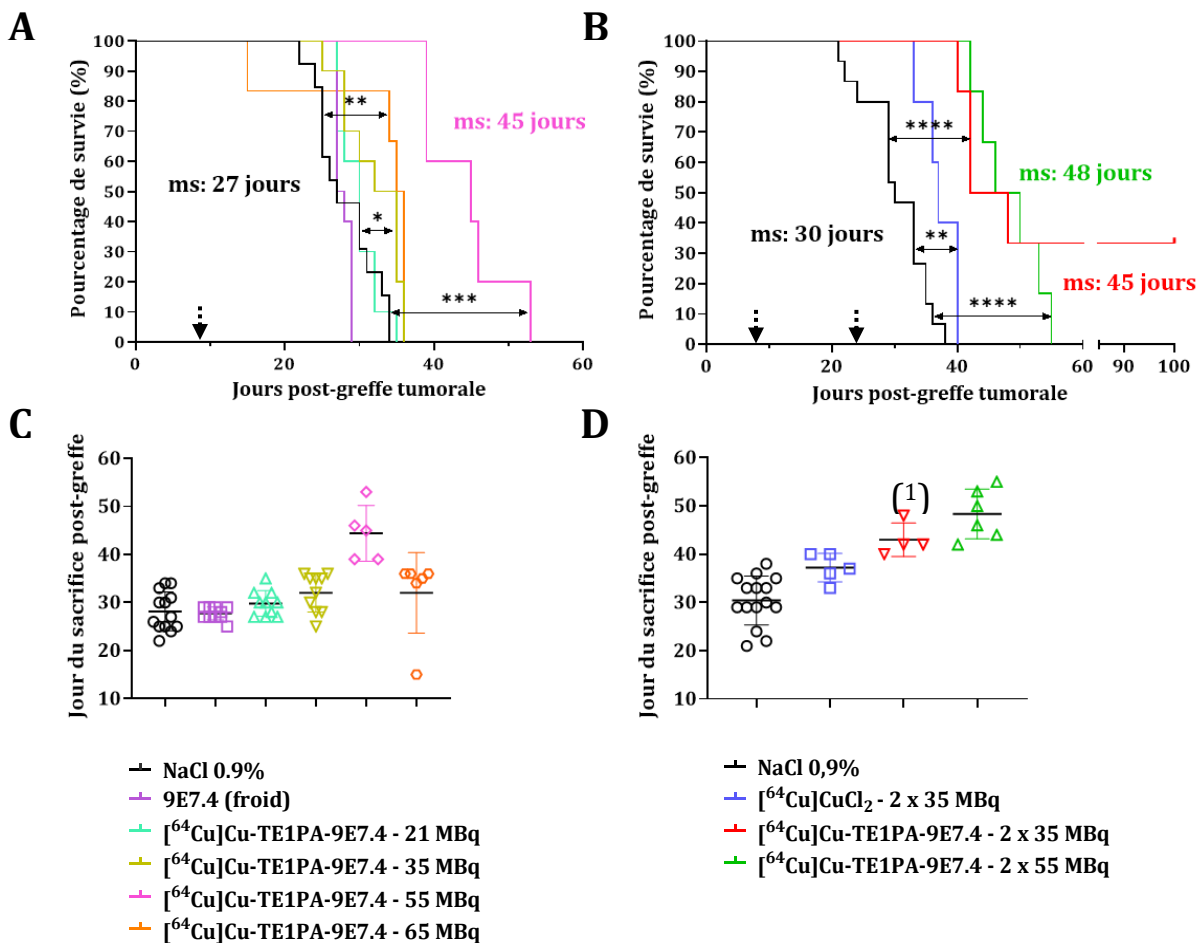 A
Pourcentage de survie (%)
100
90
80
70
60
50
40
30
20
10
0
**
ms: 45 jours
ms: 27 jours
*
***
0
20
40
60
Jours post-greffe tumorale
B
Pourcentage de survie (%)
100
90
80
70
60
50
40
30
20
10
0
****
ms: 48 jours
ms: 30 jours
**
ms: 45 jours
****
0
20
40
60
90
100
Jours post-greffe tumorale
C
Jour du sacrifice post-greffe
60
50
40
30
20
10
NaCl 0.9%
9E7.4 (froid)
[⁶⁴Cu]Cu-TE1PA-9E7.4 - 21 MBq
[⁶⁴Cu]Cu-TE1PA-9E7.4 - 35 MBq
[⁶⁴Cu]Cu-TE1PA-9E7.4 - 55 MBq
[⁶⁴Cu]Cu-TE1PA-9E7.4 - 65 MBq
D
Jour du sacrifice post-greffe
60
50
40
30
20
10
(1)
NaCl 0,9%
[⁶⁴Cu]CuCl₂ - 2 x 35 MBq
[⁶⁴Cu]Cu-TE1PA-9E7.4 - 2 x 35 MBq
[⁶⁴Cu]Cu-TE1PA-9E7.4 - 2 x 55 MBq